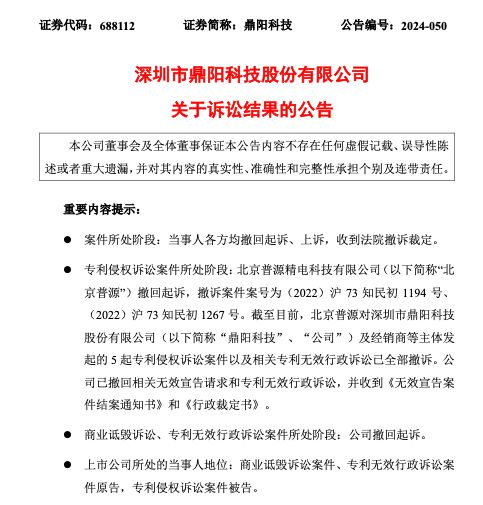 证券代码：688112 证券简称：鼎阳科技 公告编号：2024-050
深圳市鼎阳科技股份有限公司
关于诉讼结果的公告
本公司董事会及全体董事保证本公告内容不存在任何虚假记载、误导性陈
述或者重大遗漏，并对其内容的真实性、准确性和完整性承担个别及连带责任。
重要内容提示：
● 案件所处阶段：当事人各方均撤回起诉、上诉，收到法院撤诉裁定。
● 专利侵权诉讼案件所处阶段：北京普源精电科技有限公司（以下简称“北
京普源”）撤回起诉，撤诉案件案号为（2022）沪 73 知民初 1194 号、
（2022）沪 73 知民初 1267 号。截至目前，北京普源对深圳市鼎阳科技
股份有限公司（以下简称“鼎阳科技”、“公司”）及经销商等主体发
起的 5 起专利侵权诉讼案件以及相关专利无效行政诉讼已全部撤诉。公
司已撤回相关无效宣告请求和专利无效行政诉讼，并收到《无效宣告案
件结案通知书》和《行政裁定书》。
● 商业诋毁诉讼、专利无效行政诉讼案件所处阶段：公司撤回起诉。
● 上市公司所处的当事人地位：商业诋毁诉讼案件、专利无效行政诉讼案
件原告，专利侵权诉讼案件被告。